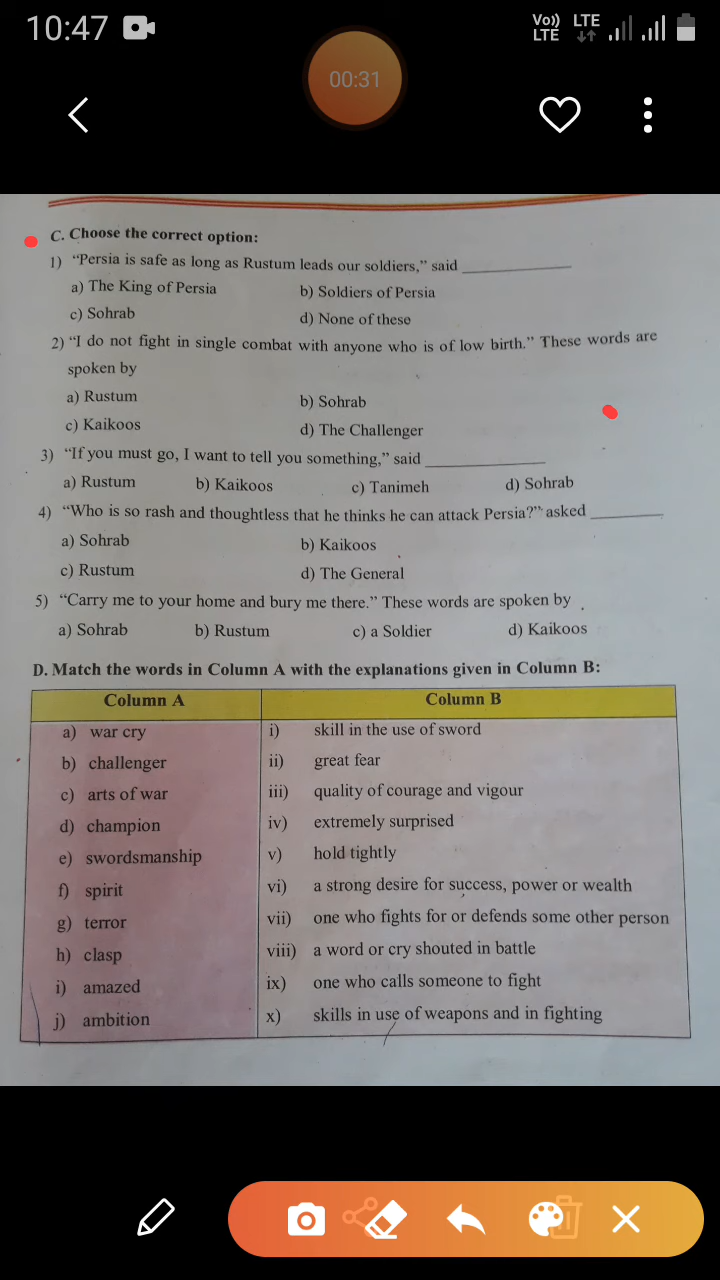 10:47
Vo)) LTE
LTE
00:31
C. Choose the correct option:
1) “Persia is safe as long as Rustum leads our soldiers,” said ____________
a) The King of Persia b) Soldiers of Persia
c) Sohrab d) None of these
2) “I do not fight in single combat with anyone who is of low birth.” These words are
spoken by
a) Rustum b) Sohrab
c) Kaikoos d) The Challenger
3) “If you must go, I want to tell you something,” said ____________
a) Rustum b) Kaikoos c) Tanimeh d) Sohrab
4) “Who is so rash and thoughtless that he thinks he can attack Persia?” asked ________
a) Sohrab b) Kaikoos
c) Rustum d) The General
5) “Carry me to your home and bury me there.” These words are spoken by .
a) Sohrab b) Rustum c) a Soldier d) Kaikoos
D. Match the words in Column A with the explanations given in Column B:
Column A Column B
a) war cry i) skill in the use of sword
b) challenger ii) great fear
c) arts of war iii) quality of courage and vigour
d) champion iv) extremely surprised
e) swordsmanship v) hold tightly
f) spirit vi) a strong desire for success, power or wealth
g) terror vii) one who fights for or defends some other person
h) clasp viii) a word or cry shouted in battle
i) amazed ix) one who calls someone to fight
j) ambition x) skills in use of weapons and in fighting